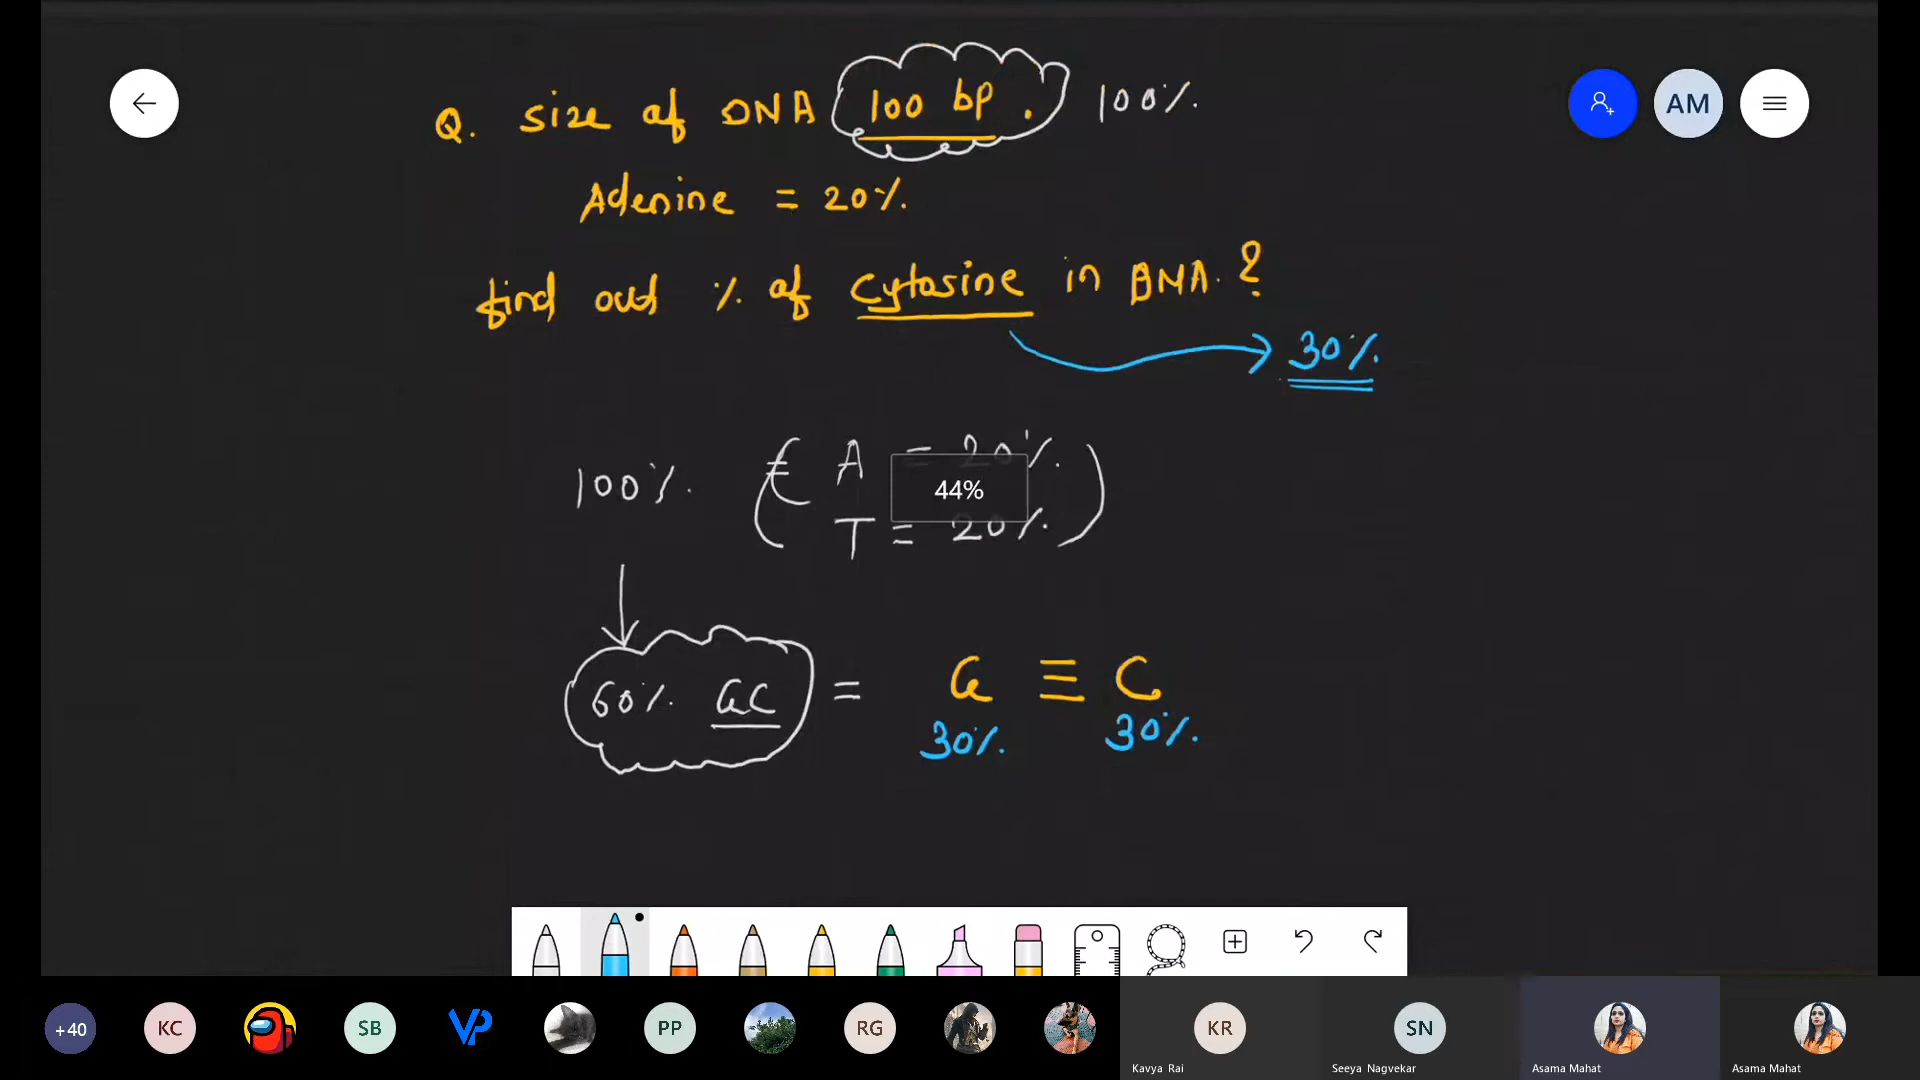 Q. size of DNA 100 bp. 100%.
AM
Adenine = 20%.
find out % of Cytosine in DNA.?
30%.
100%. A = 20%.
44%
T = 20%.
60%. GC = G ≡ C
30%. 30%.
+40 KC SB VP PP RG KR SN
Kavya Rai Seeya Nagvekar Asama Mahat Asama Mahat